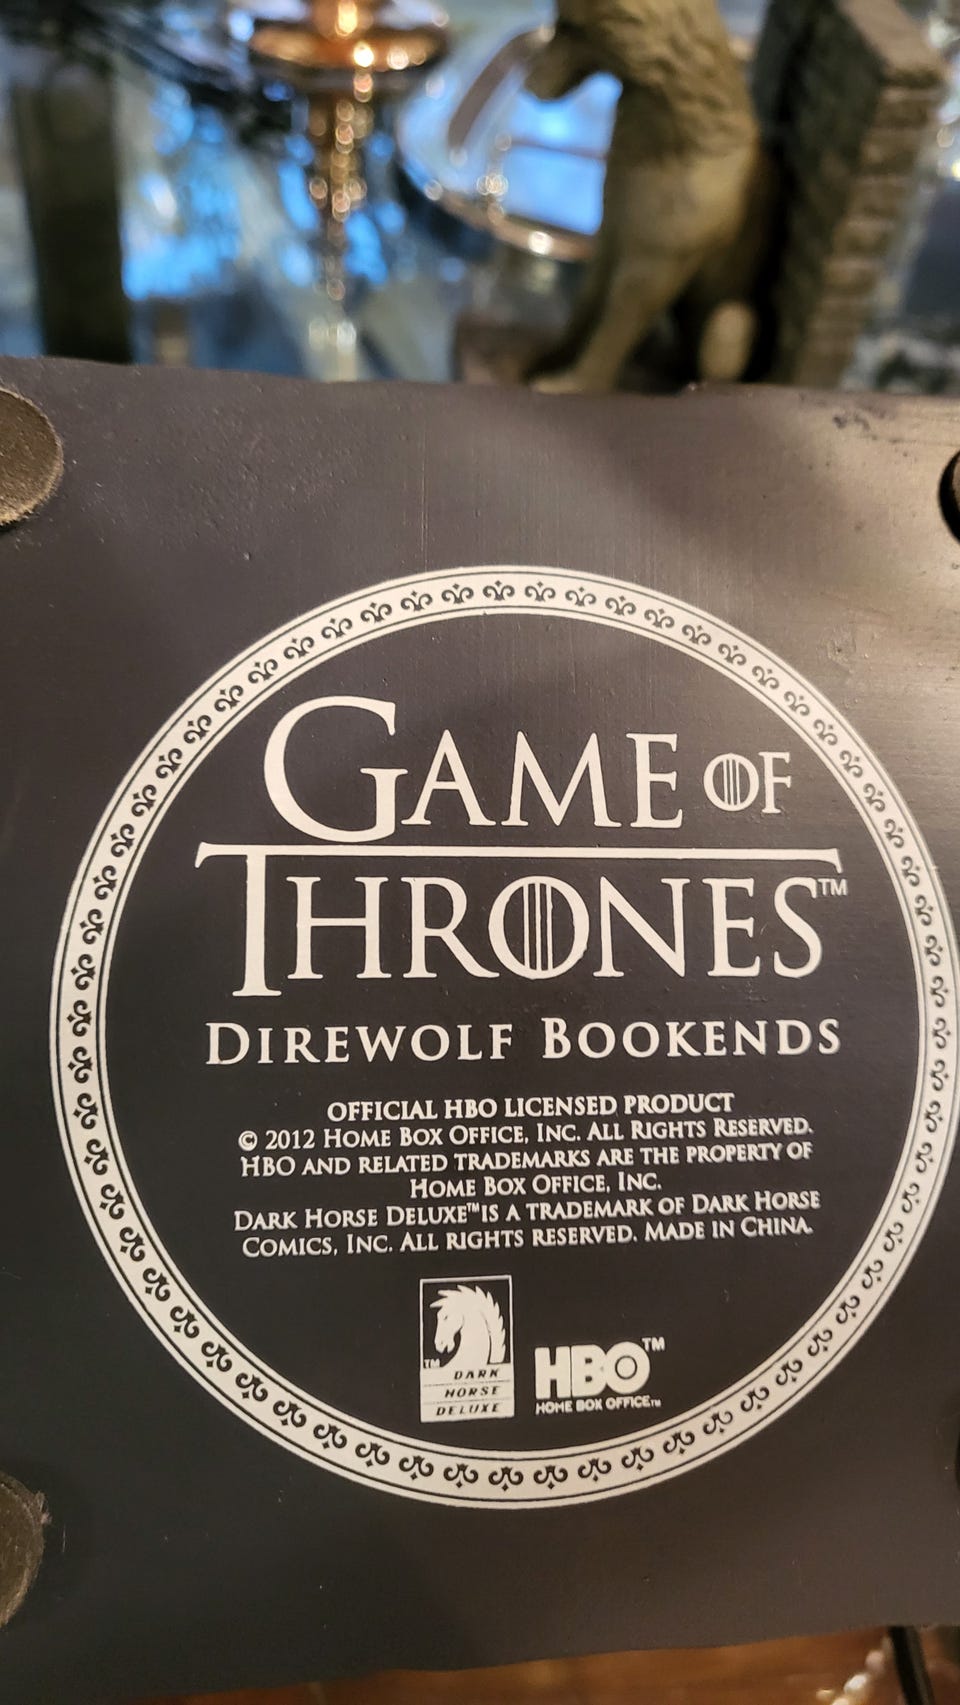 GAME OF
THRONES™
DIREWOLF BOOKENDS
OFFICIAL HBO LICENSED PRODUCT
© 2012 HOME BOX OFFICE, INC. ALL RIGHTS RESERVED.
HBO AND RELATED TRADEMARKS ARE THE PROPERTY OF
HOME BOX OFFICE, INC.
DARK HORSE DELUXE™ IS A TRADEMARK OF DARK HORSE
COMICS, INC. ALL RIGHTS RESERVED. MADE IN CHINA.
™
DARK
HORSE
DELUXE
HBO™
HOME BOX OFFICE™